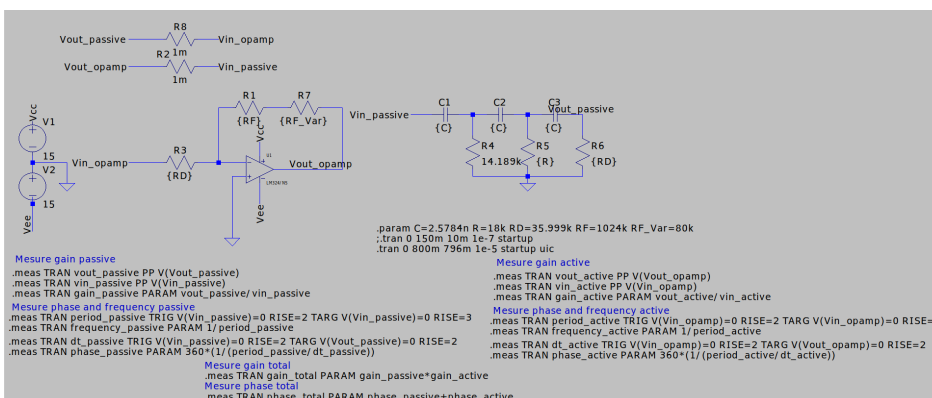 R8
Vout_passive Vin_opamp
1m
R2
Vout_opamp Vin_passive
1m
R1 R7
{RF} {RF_Var}
Vcc
V1
15
V2
15
Vee
Vin_opamp
R3
{RD}
Vcc
U1
Vout_opamp
Vee
Vin_passive
C1 C2 C3
Vout_passive
{C} {C} {C}
R4 R5 R6
14.189k {R} {RD}
.param C=2.5784n R=18k RD=35.999k RF=1024k RF_Var=80k
;.tran 0 150m 10m 1e-7 startup
.tran 0 800m 796m 1e-5 startup uic
Mesure gain passive
.meas TRAN vout_passive PP V(Vout_passive)
.meas TRAN vin_passive PP V(Vin_passive)
.meas TRAN gain_passive PARAM vout_passive/vin_passive
Mesure phase and frequency passive
.meas TRAN period_passive TRIG V(Vin_passive)=0 RISE=2 TARG V(Vin_passive)=0 RISE=3
.meas TRAN frequency_passive PARAM 1/period_passive
.meas TRAN dt_passive TRIG V(Vin_passive)=0 RISE=2 TARG V(Vout_passive)=0 RISE=2
.meas TRAN phase_passive PARAM 360*(1/(period_passive/dt_passive))
Mesure gain active
.meas TRAN vout_active PP V(Vout_opamp)
.meas TRAN vin_active PP V(Vin_opamp)
.meas TRAN gain_active PARAM vout_active/vin_active
Mesure phase and frequency active
.meas TRAN period_active TRIG V(Vin_opamp)=0 RISE=2 TARG V(Vin_opamp)=0 RISE=
.meas TRAN frequency_active PARAM 1/period_active
.meas TRAN dt_active TRIG V(Vin_opamp)=0 RISE=2 TARG V(Vout_opamp)=0 RISE=2
.meas TRAN phase_active PARAM 360*(1/(period_active/dt_active))
Mesure gain total
.meas TRAN gain_total PARAM gain_passive*gain_active
Mesure phase total
.meas TRAN phase_total PARAM phase_passive+phase_active